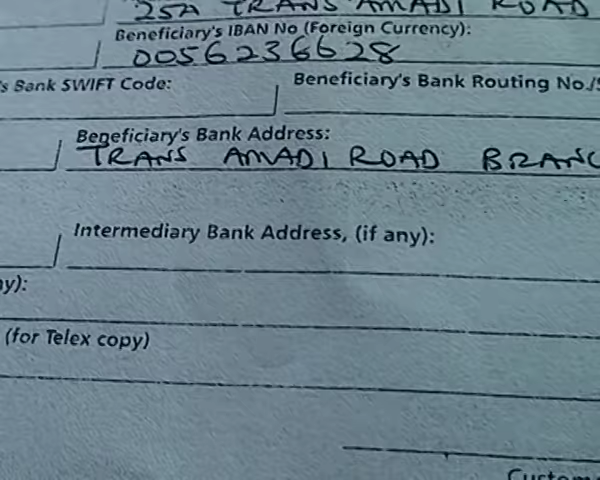 25A TRANS AMADI ROAD
Beneficiary's IBAN No (Foreign Currency):
0056236628
's Bank SWIFT Code:
Beneficiary's Bank Routing No./
Beneficiary's Bank Address:
TRANS AMADI ROAD BRANC
Intermediary Bank Address, (if any):
ny):
(for Telex copy)